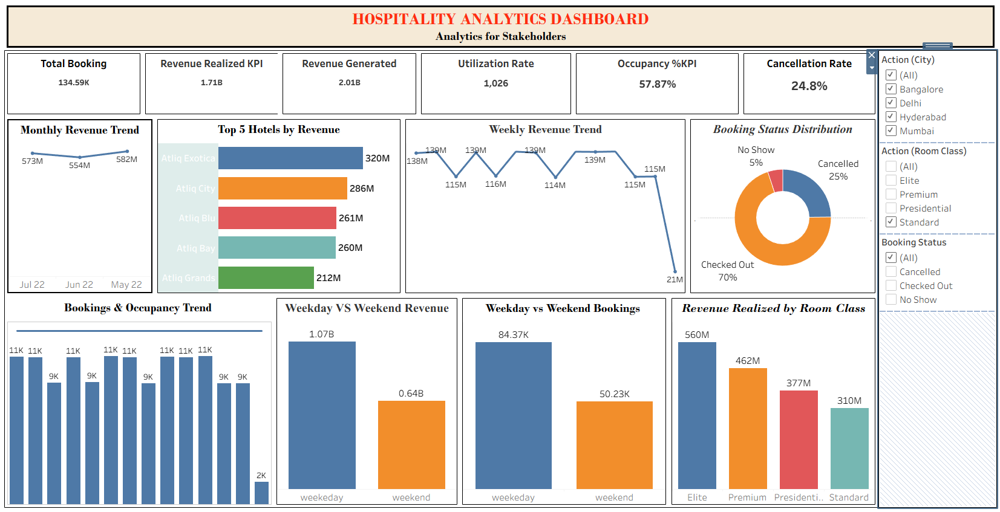 HOSPITALITY ANALYTICS DASHBOARD
Analytics for Stakeholders
Total Booking
134.59K
Revenue Realized KPI
1.71B
Revenue Generated
2.01B
Utilization Rate
1,026
Occupancy %KPI
57.87%
Cancellation Rate
24.8%
Action (City)
(All)
Bangalore
Delhi
Hyderabad
Mumbai
Action (Room Class)
(All)
Elite
Premium
Presidential
Standard
Booking Status
(All)
Cancelled
Checked Out
No Show
Monthly Revenue Trend
573M
554M
582M
Jul 22
Jun 22
May 22
Top 5 Hotels by Revenue
Atliq Exotica 320M
Atliq City 286M
Atliq Blu 261M
Atliq Bay 260M
Atliq Grands 212M
Weekly Revenue Trend
138M
139M
115M
139M
116M
139M
114M
139M
115M
115M
21M
Booking Status Distribution
No Show
5%
Cancelled
25%
Checked Out
70%
Bookings & Occupancy Trend
11K
11K
9K
11K
9K
11K
11K
9K
11K
11K
11K
9K
9K
2K
Weekday VS Weekend Revenue
1.07B
0.64B
weekeday
weekend
Weekday vs Weekend Bookings
84.37K
50.23K
weekeday
weekend
Revenue Realized by Room Class
560M
462M
377M
310M
Elite
Premium
Presidenti..
Standard